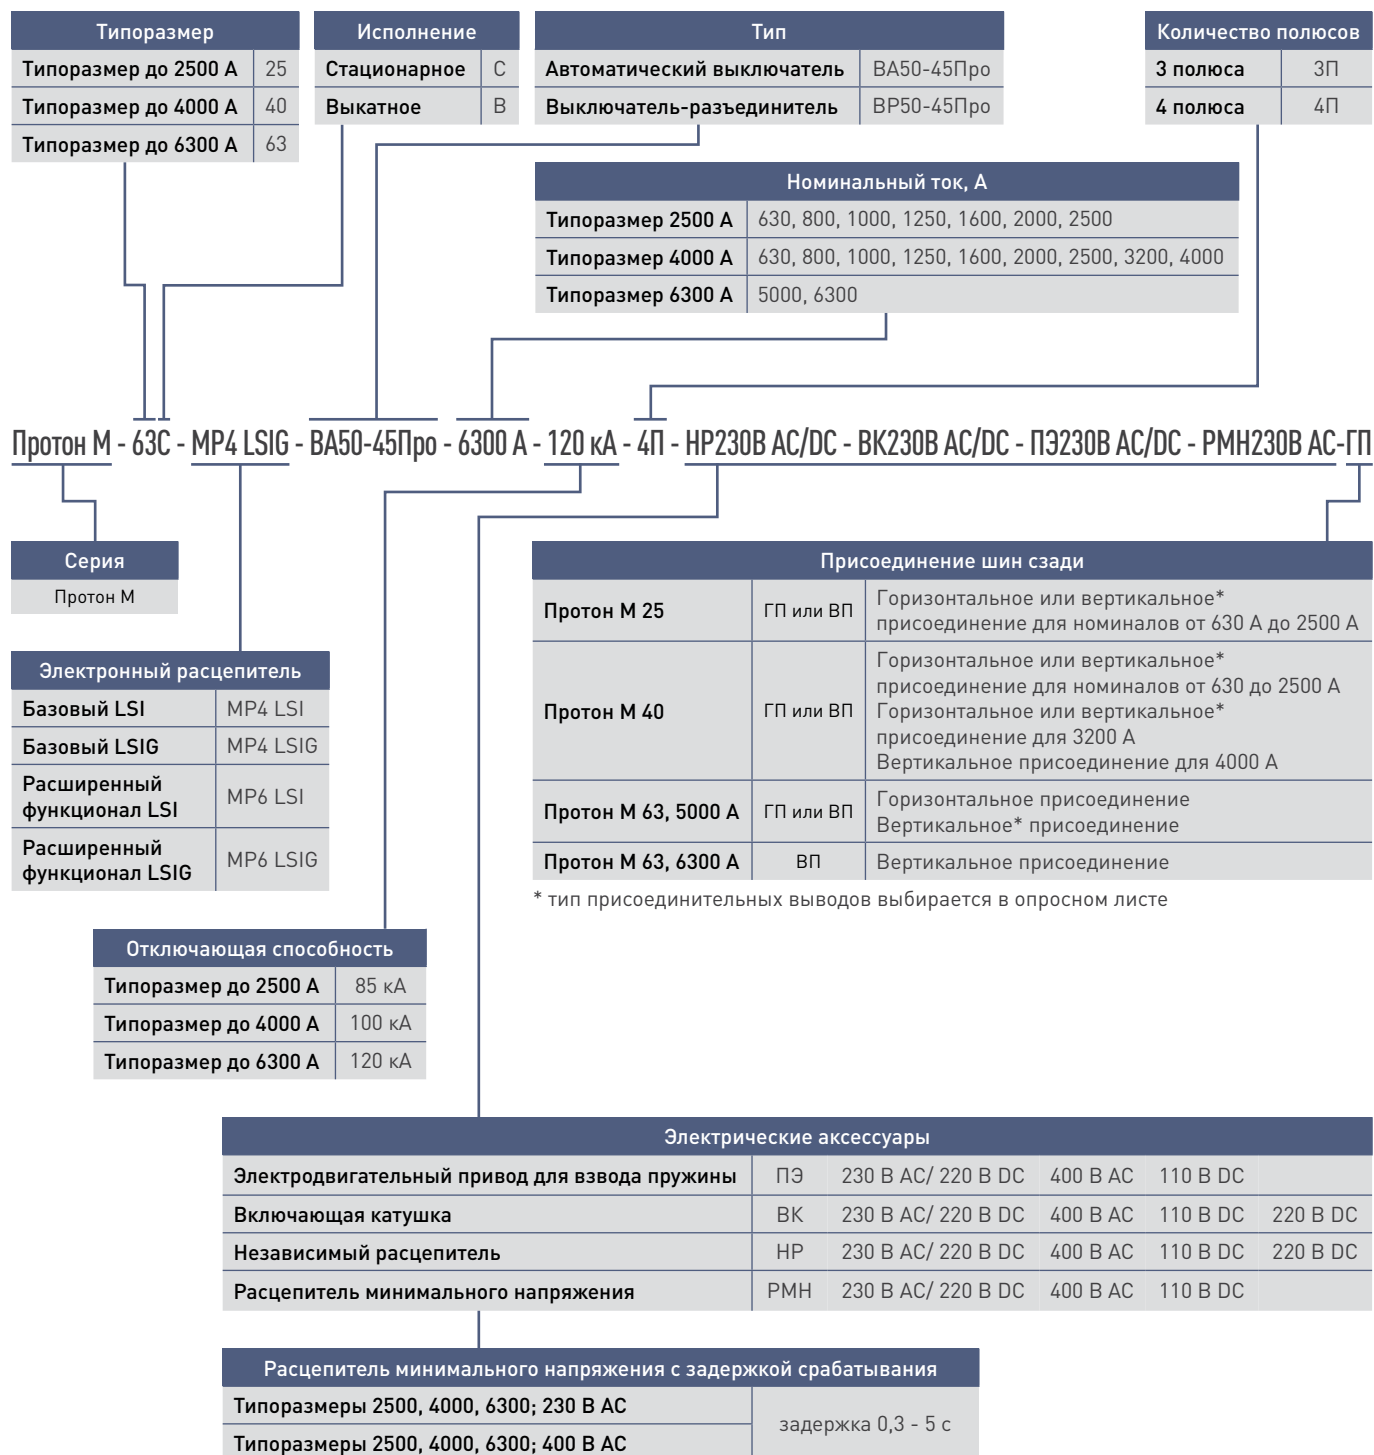 Типоразмер
Типоразмер до 2500 А 25
Типоразмер до 4000 А 40
Типоразмер до 6300 А 63
Исполнение
Стационарное С
Выкатное В
Тип
Автоматический выключатель ВА50-45Про
Выключатель-разъединитель ВР50-45Про
Количество полюсов
3 полюса 3П
4 полюса 4П
Номинальный ток, А
Типоразмер 2500 А 630, 800, 1000, 1250, 1600, 2000, 2500
Типоразмер 4000 А 630, 800, 1000, 1250, 1600, 2000, 2500, 3200, 4000
Типоразмер 6300 А 5000, 6300
Протон М - 63С - МР4 LSIG - ВА50-45Про - 6300 А - 120 кА - 4П - НР230В AC/DC - ВК230В AC/DC - ПЭ230В AC/DC - РМН230В АС-ГП
Серия
Протон М
Электронный расцепитель
Базовый LSI МР4 LSI
Базовый LSIG МР4 LSIG
Расширенный
функционал LSI МР6 LSI
Расширенный
функционал LSIG МР6 LSIG
Присоединение шин сзади
Протон М 25 ГП или ВП Горизонтальное или вертикальное*
присоединение для номиналов от 630 А до 2500 А
Протон М 40 ГП или ВП Горизонтальное или вертикальное*
присоединение для номиналов от 630 до 2500 А
Горизонтальное или вертикальное*
присоединение для 3200 А
Вертикальное присоединение для 4000 А
Протон М 63, 5000 А ГП или ВП Горизонтальное присоединение
Вертикальное* присоединение
Протон М 63, 6300 А ВП Вертикальное присоединение
* тип присоединительных выводов выбирается в опросном листе
Отключающая способность
Типоразмер до 2500 А 85 кА
Типоразмер до 4000 А 100 кА
Типоразмер до 6300 А 120 кА
Электрические аксессуары
Электродвигательный привод для взвода пружины ПЭ 230 В AC/ 220 В DC 400 В AC 110 В DC
Включающая катушка ВК 230 В AC/ 220 В DC 400 В AC 110 В DC 220 В DC
Независимый расцепитель НР 230 В AC/ 220 В DC 400 В AC 110 В DC 220 В DC
Расцепитель минимального напряжения РМН 230 В AC/ 220 В DC 400 В AC 110 В DC
Расцепитель минимального напряжения с задержкой срабатывания
Типоразмеры 2500, 4000, 6300; 230 В AC
задержка 0,3 - 5 с
Типоразмеры 2500, 4000, 6300; 400 В AC